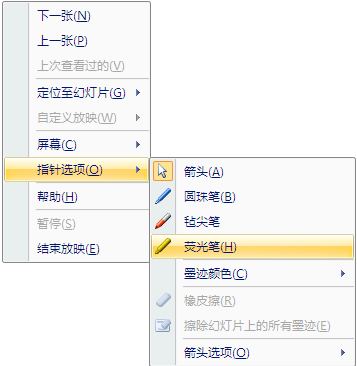 下一张(N)
上一张(P)
上次查看过的(V)
定位至幻灯片(G)
自定义放映(W)
屏幕(C)
指针选项(O)
帮助(H)
暂停(S)
结束放映(E)
箭头(A)
圆珠笔(B)
毡尖笔
荧光笔(H)
墨迹颜色(C)
橡皮擦(R)
擦除幻灯片上的所有墨迹(E)
箭头选项(O)